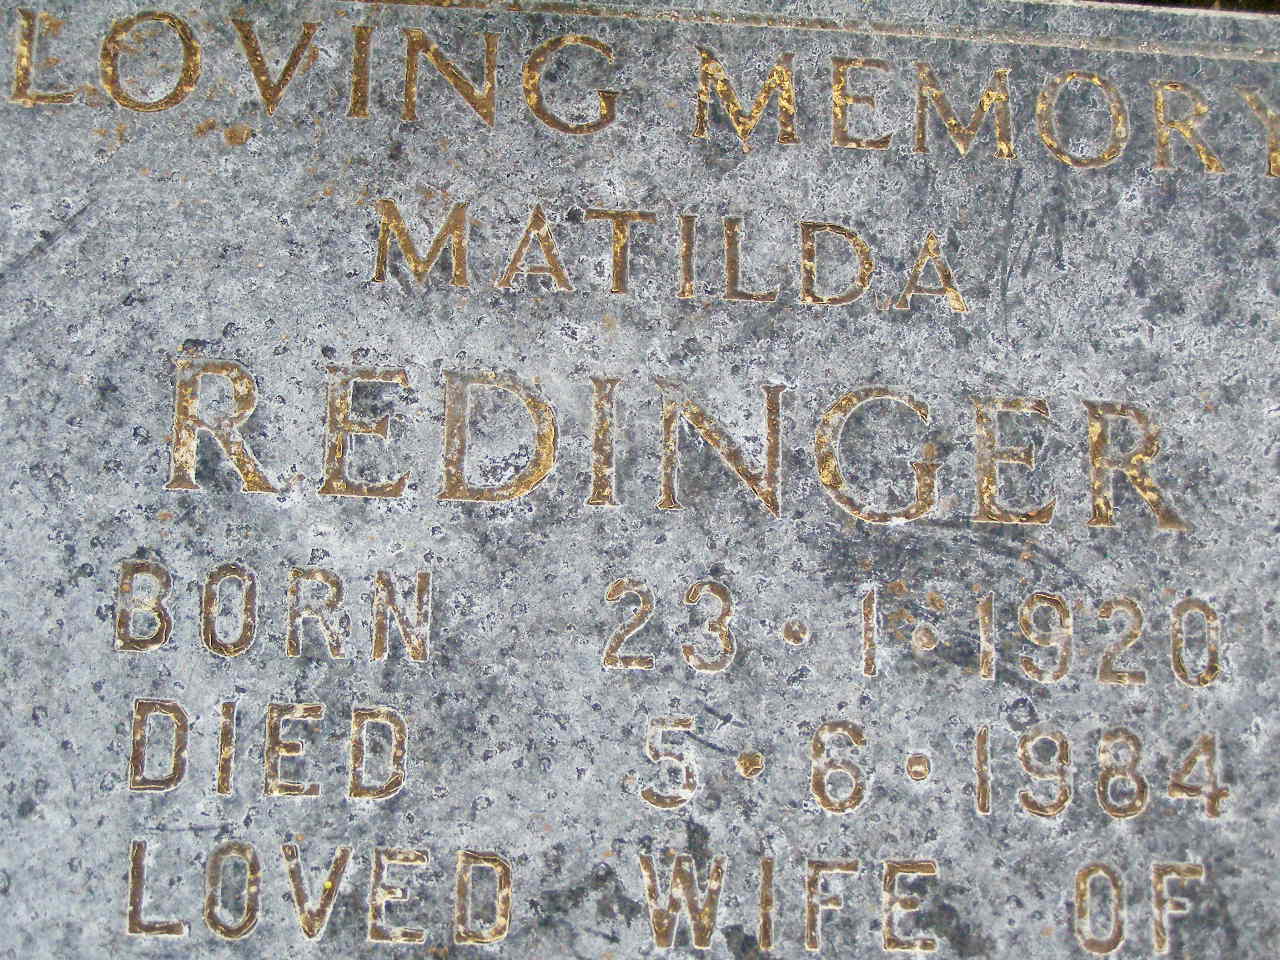 LOVING MEMORY
MATILDA
REDINGER
BORN 23·1·1920
DIED 5·6·1984
LOVED WIFE OF